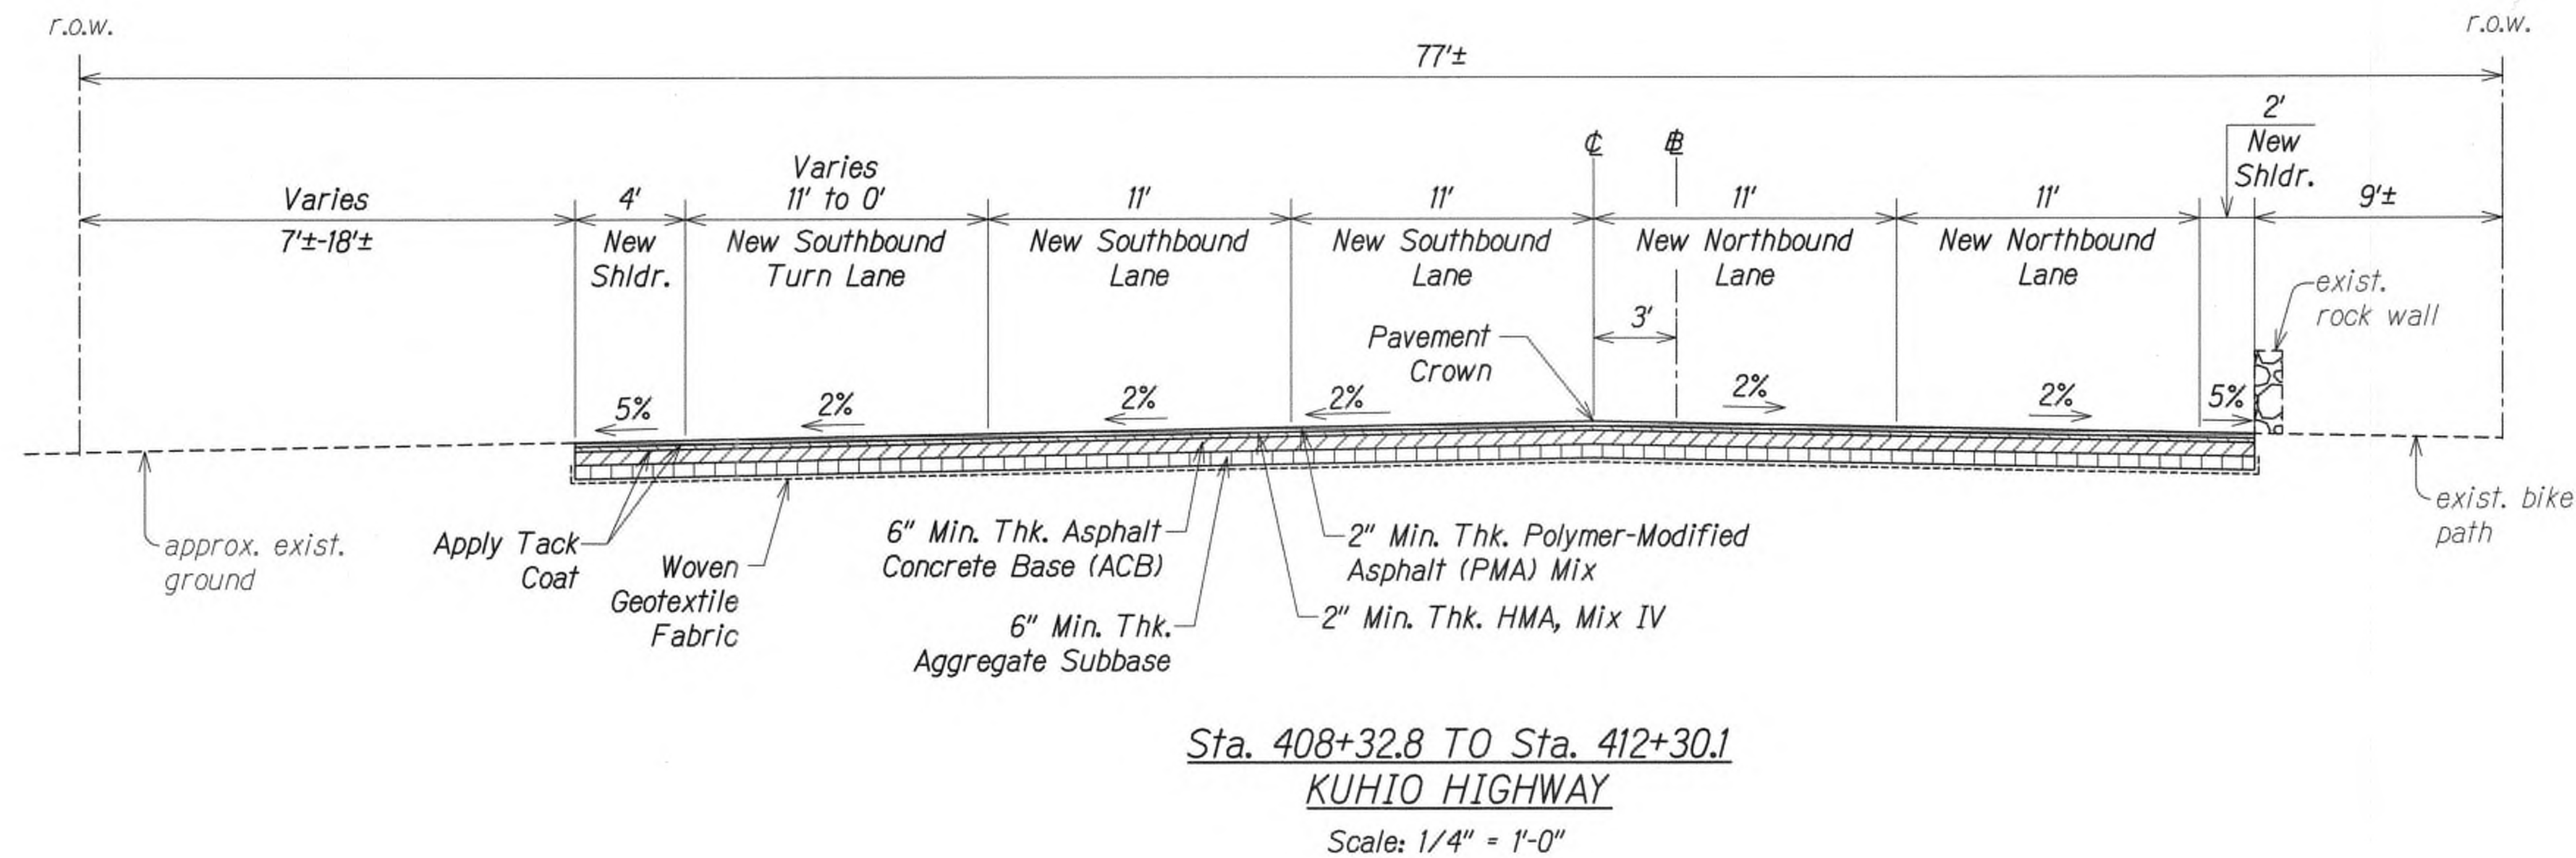 r.o.w.
r.o.w.
77'±
2'
New
Shldr.
℄
B
Varies
7'±-18'±
4'
New
Shldr.
Varies
11' to 0'
New Southbound
Turn Lane
11'
New Southbound
Lane
11'
New Southbound
Lane
11'
New Northbound
Lane
11'
New Northbound
Lane
9'±
exist.
rock wall
3'
Pavement
Crown
5%
2%
2%
2%
2%
2%
5%
approx. exist.
ground
Apply Tack
Coat
Woven
Geotextile
Fabric
6" Min. Thk. Asphalt
Concrete Base (ACB)
6" Min. Thk.
Aggregate Subbase
2" Min. Thk. Polymer-Modified
Asphalt (PMA) Mix
2" Min. Thk. HMA, Mix IV
exist. bike
path
Sta. 408+32.8 TO Sta. 412+30.1
KUHIO HIGHWAY
Scale: 1/4" = 1'-0"